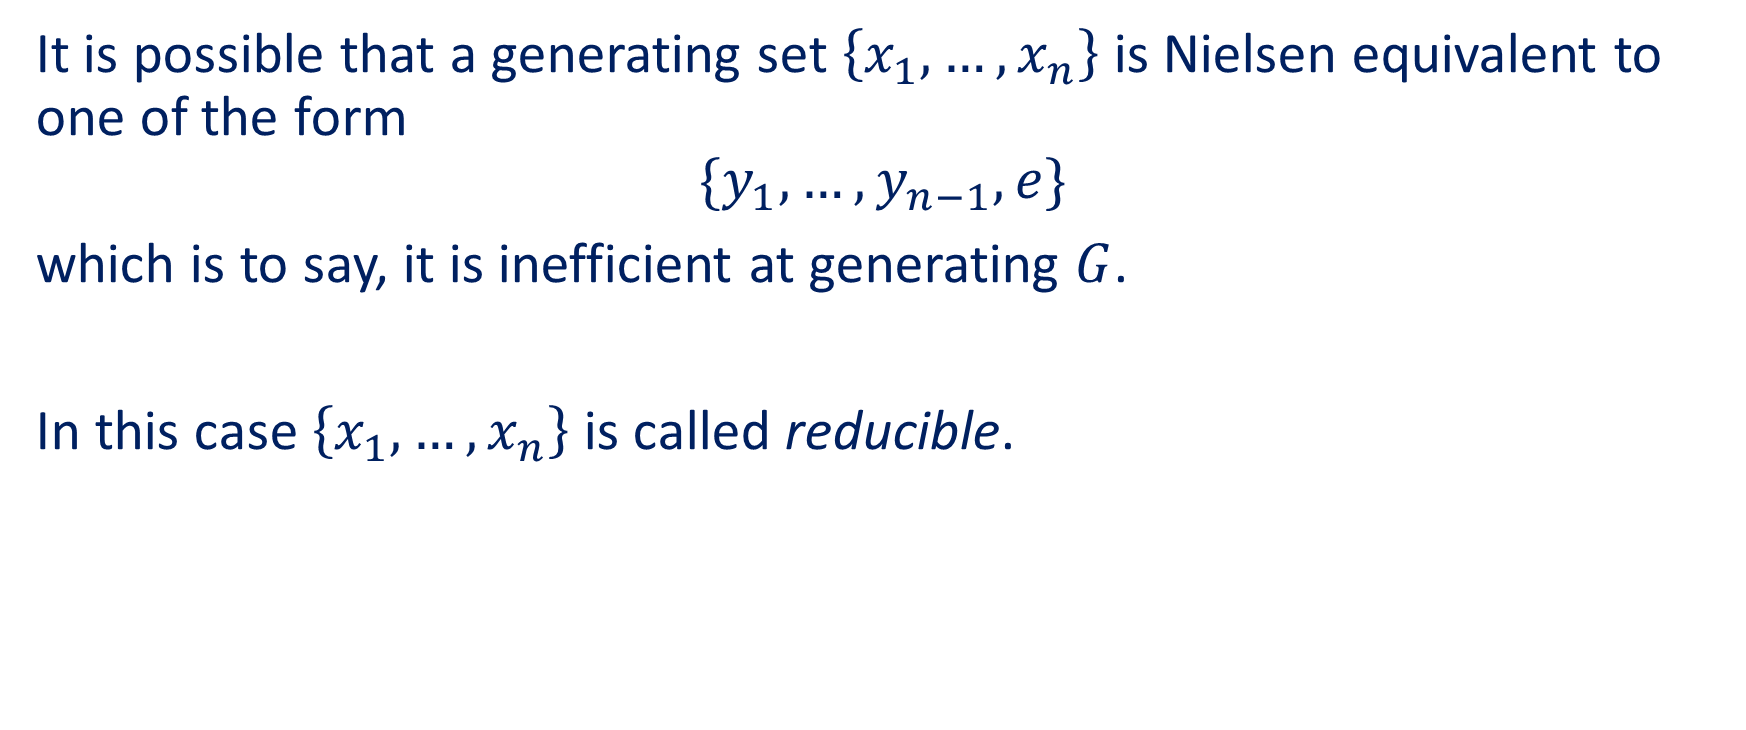 It is possible that a generating set {x₁, … , xₙ} is Nielsen equivalent to
one of the form
{y₁, … , yₙ₋₁, e}
which is to say, it is inefficient at generating G.
In this case {x₁, … , xₙ} is called reducible.